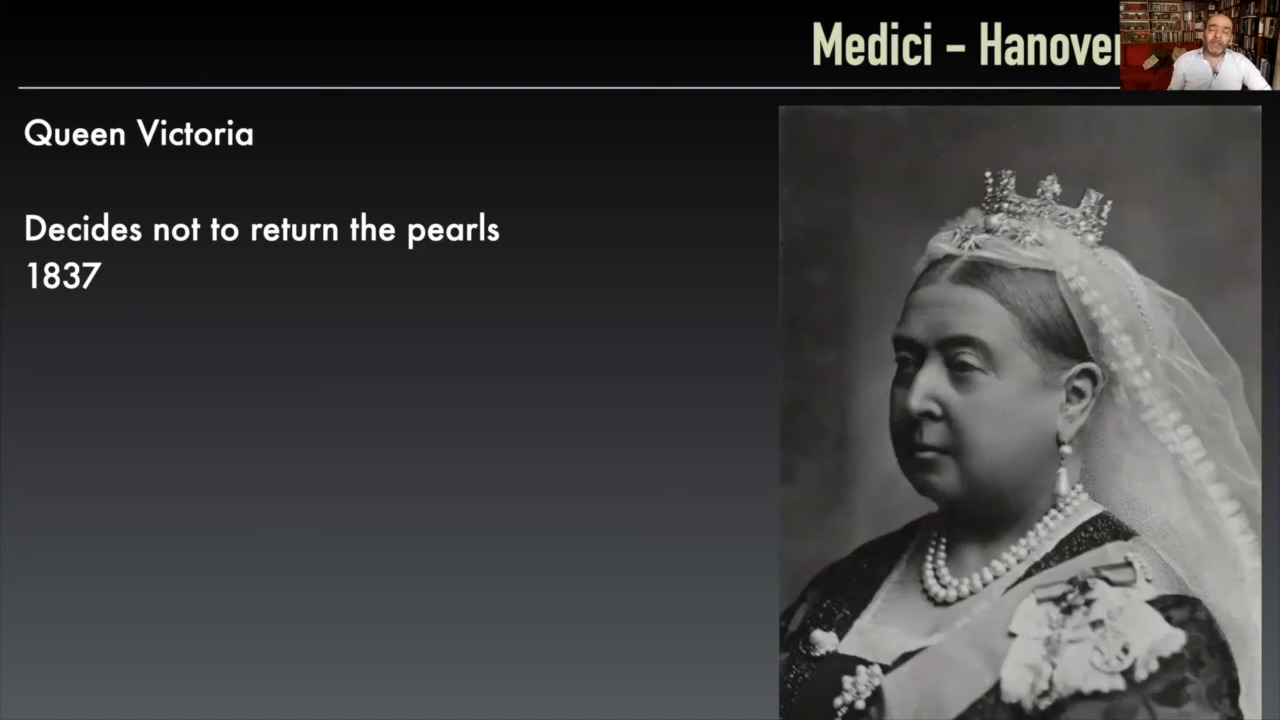 Medici – Hanover
Queen Victoria
Decides not to return the pearls
1837